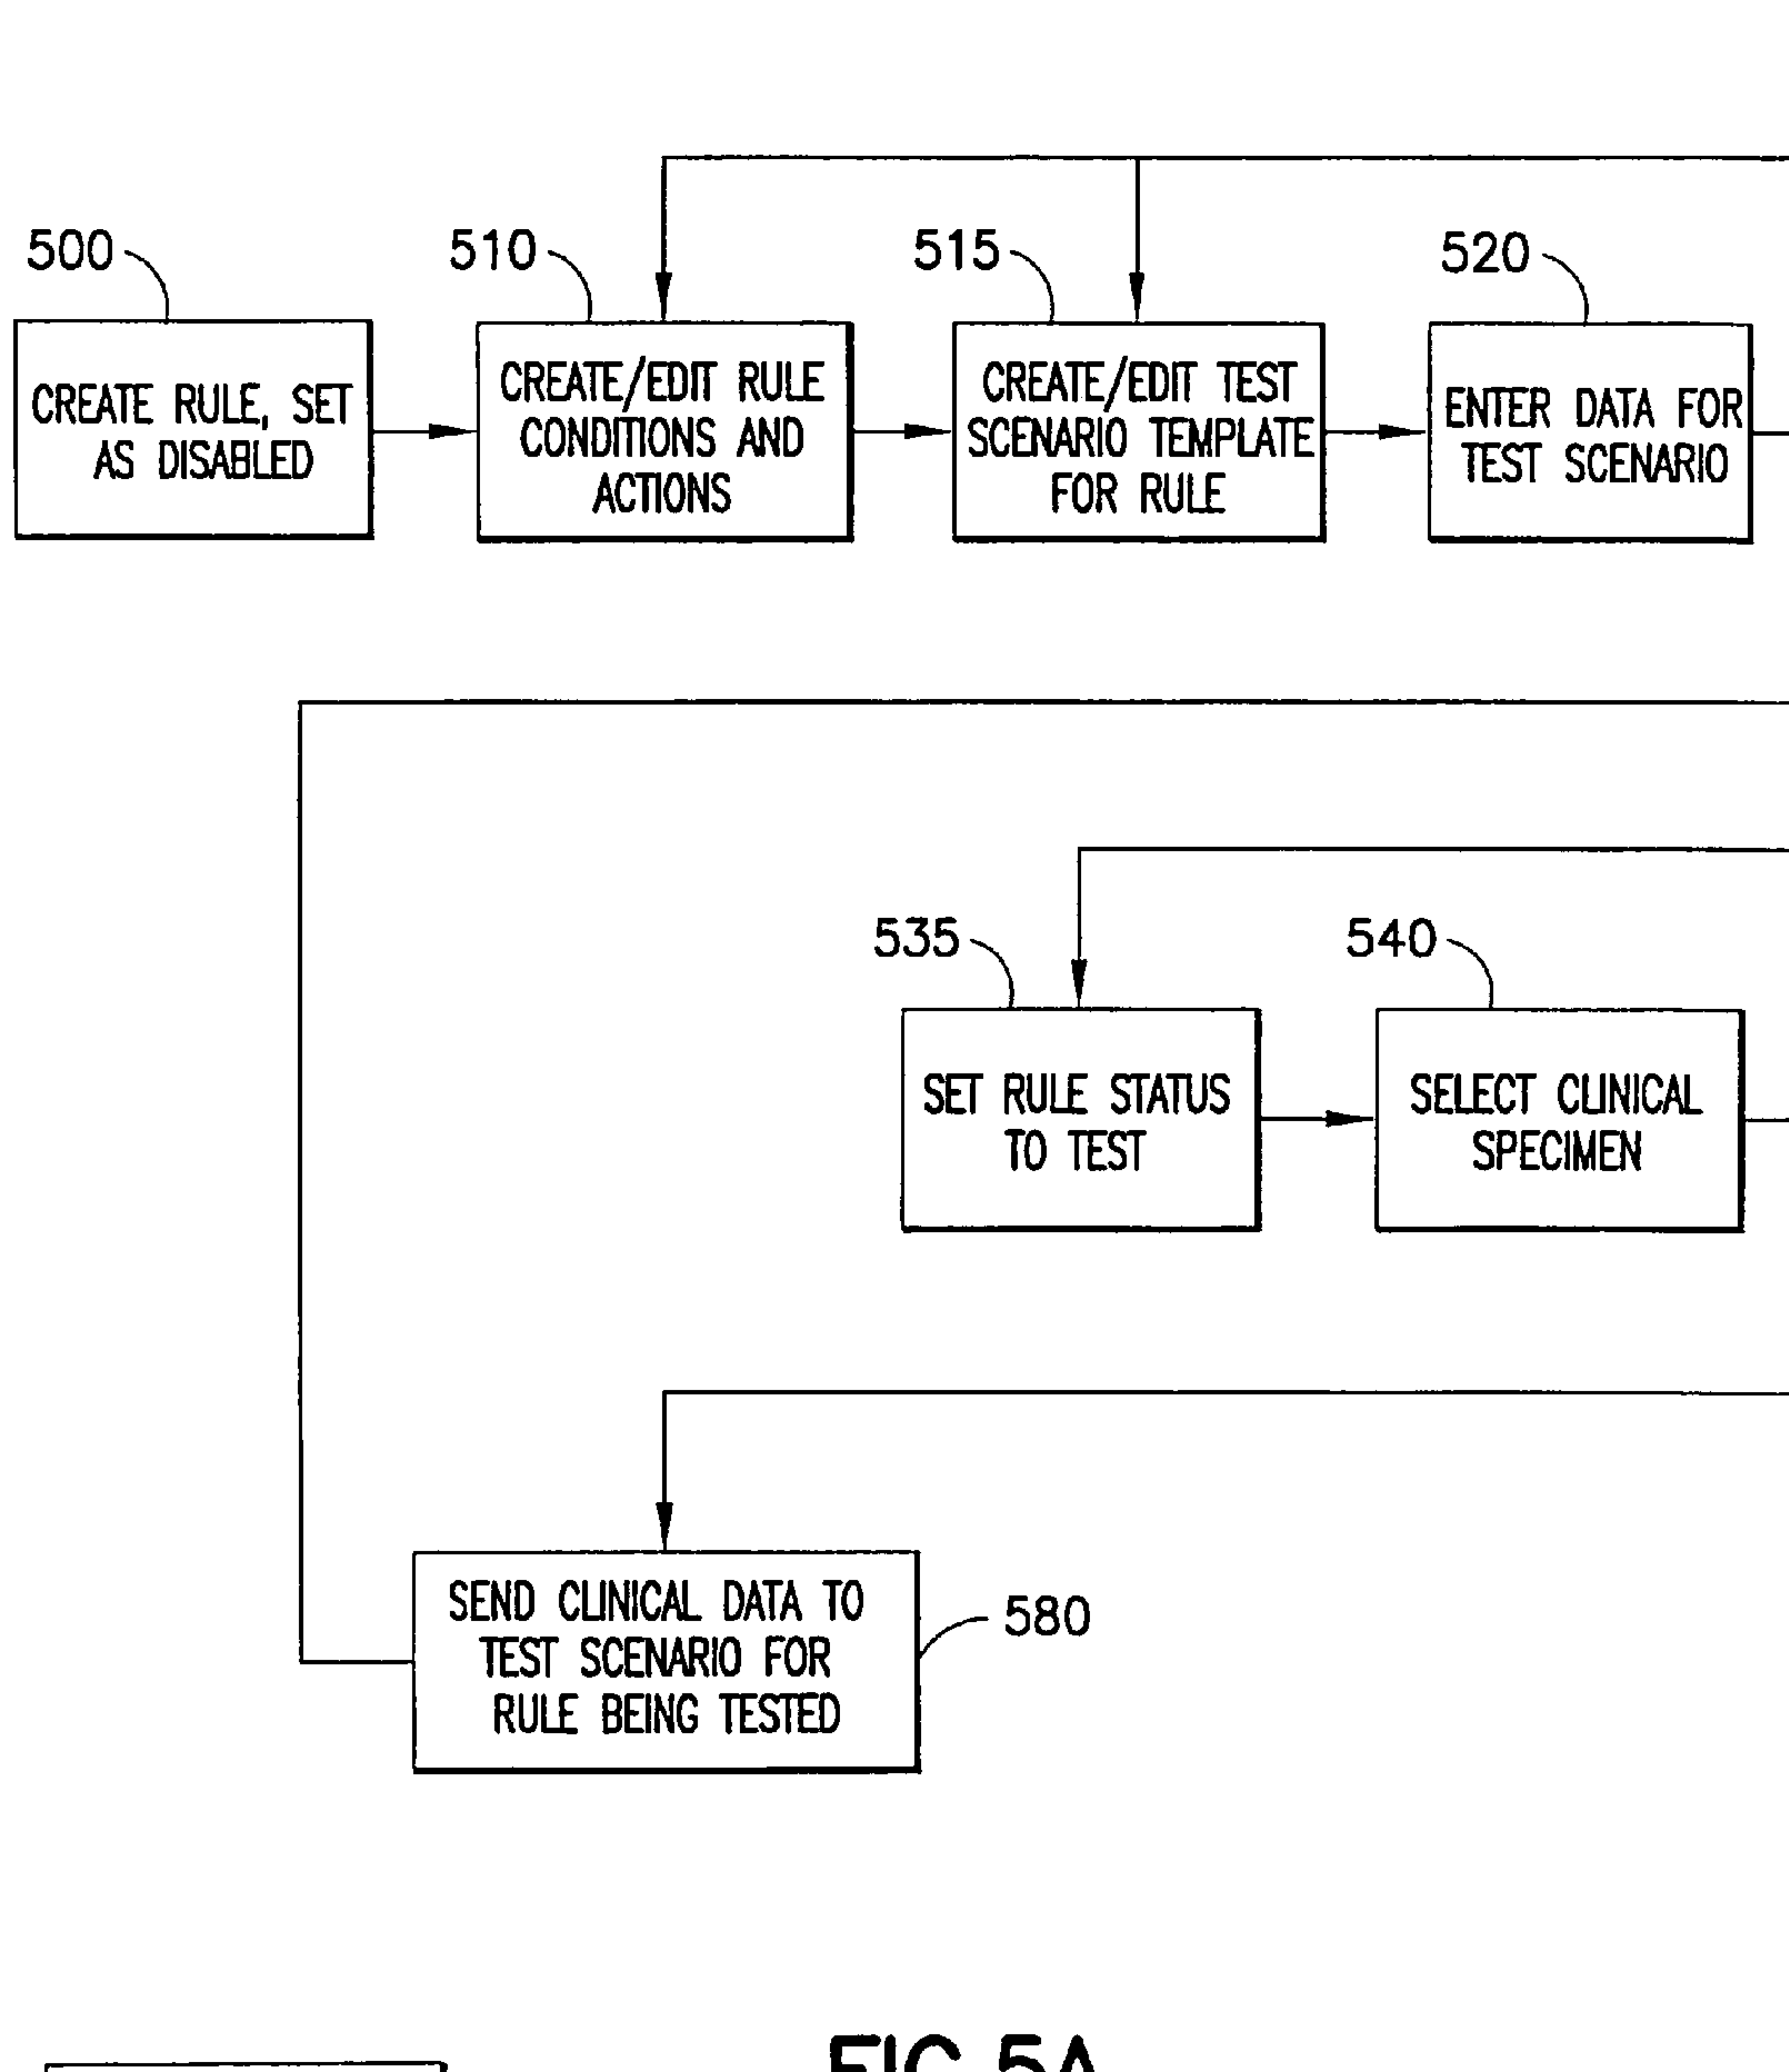 500
510
515
520
CREATE RULE, SET
AS DISABLED
CREATE/EDIT RULE
CONDITIONS AND
ACTIONS
CREATE/EDIT TEST
SCENARIO TEMPLATE
FOR RULE
ENTER DATA FOR
TEST SCENARIO
535
540
SET RULE STATUS
TO TEST
SELECT CLINICAL
SPECIMEN
SEND CLINICAL DATA TO
TEST SCENARIO FOR
RULE BEING TESTED
580
FIG.5A